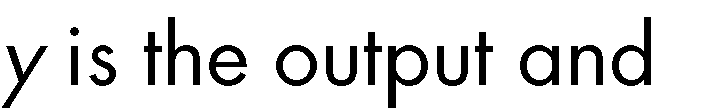 y is the output and